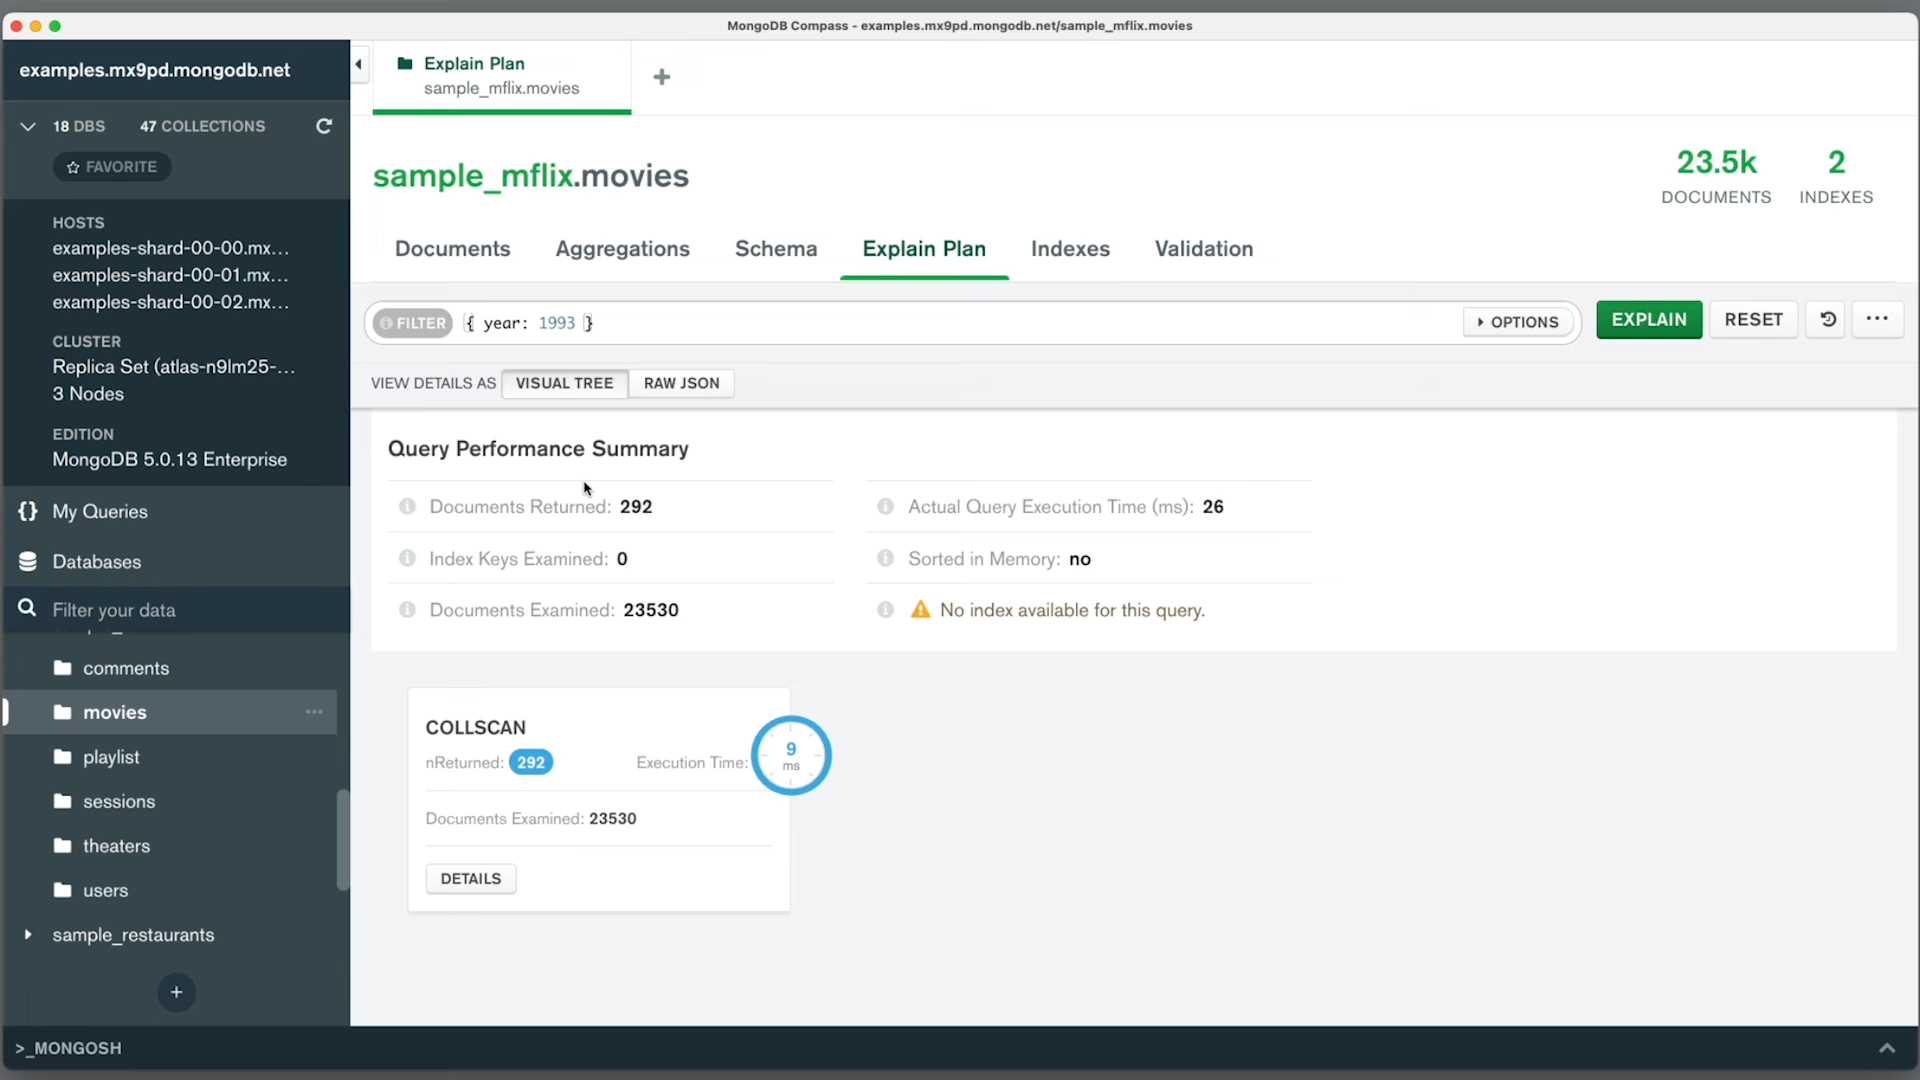 MongoDB Compass - examples.mx9pd.mongodb.net/sample_mflix.movies
examples.mx9pd.mongodb.net
18 DBS 47 COLLECTIONS
FAVORITE
HOSTS
examples-shard-00-00.mx...
examples-shard-00-01.mx...
examples-shard-00-02.mx...
CLUSTER
Replica Set (atlas-n9lm25-...
3 Nodes
EDITION
MongoDB 5.0.13 Enterprise
{} My Queries
Databases
Filter your data
comments
movies
playlist
sessions
theaters
users
sample_restaurants
+
Explain Plan
sample_mflix.movies
+
sample_mflix.movies
23.5k
DOCUMENTS
2
INDEXES
Documents Aggregations Schema Explain Plan Indexes Validation
FILTER { year: 1993 }
OPTIONS
EXPLAIN
RESET
VIEW DETAILS AS VISUAL TREE RAW JSON
Query Performance Summary
Documents Returned: 292
Index Keys Examined: 0
Documents Examined: 23530
Actual Query Execution Time (ms): 26
Sorted in Memory: no
No index available for this query.
COLLSCAN
nReturned: 292 Execution Time: 9 ms
Documents Examined: 23530
DETAILS
>_MONGOSH